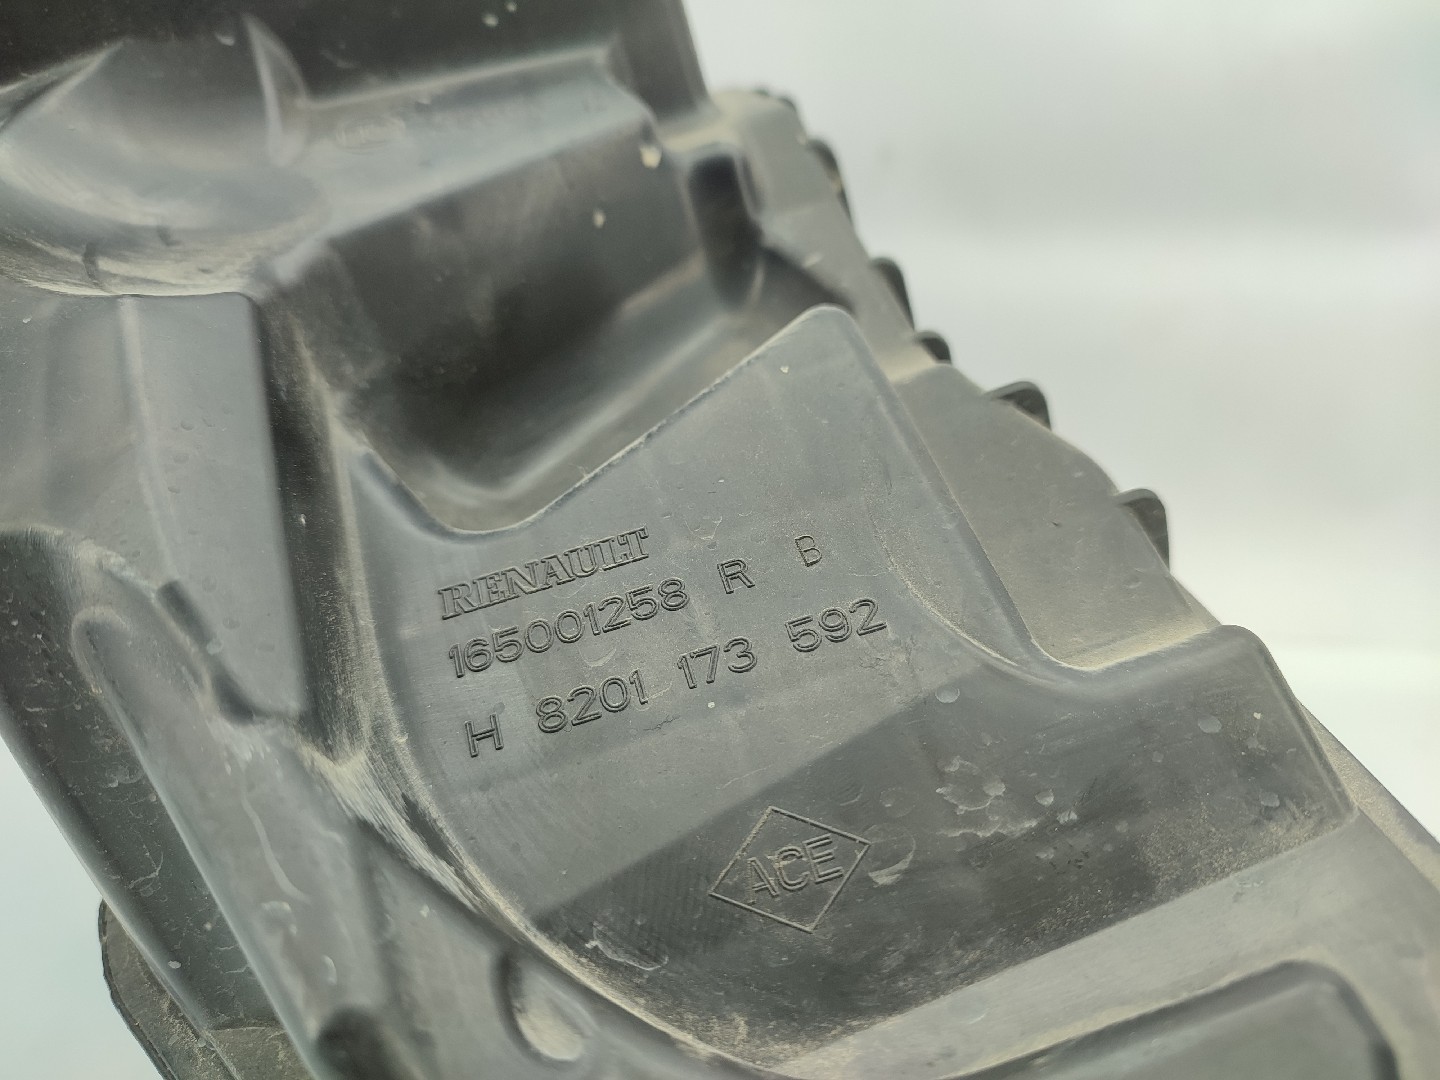 RENAULT
165001258 R B
H 8201 173 592
ACE